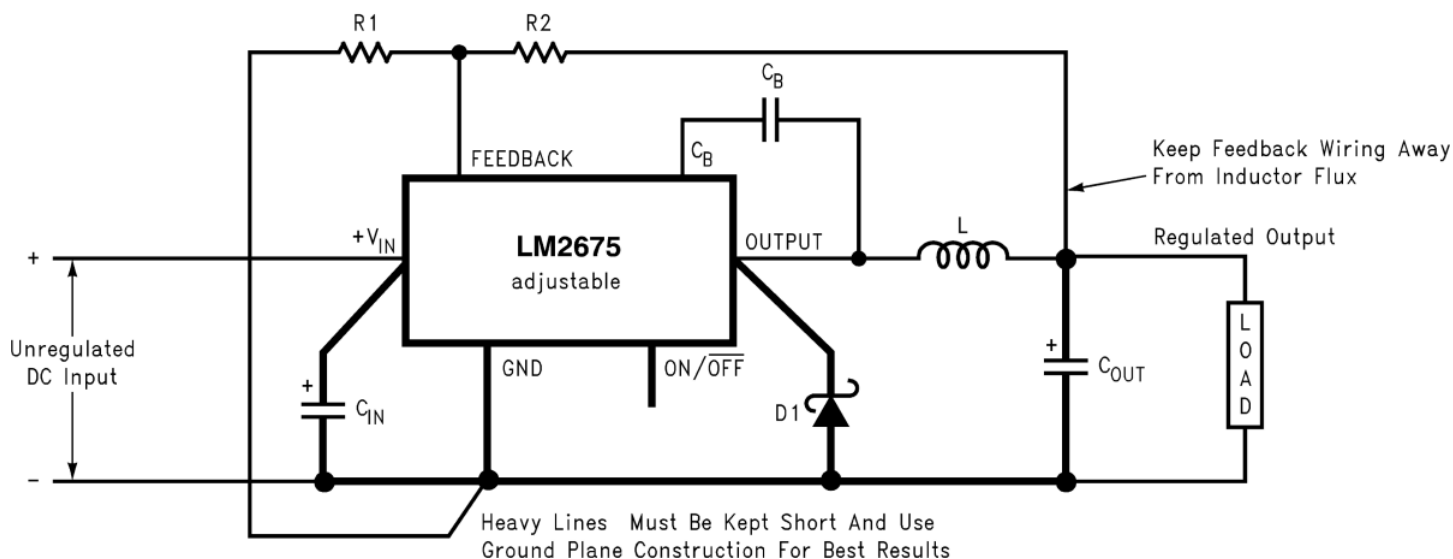 R1
R2
C_B
FEEDBACK
C_B
Keep Feedback Wiring Away
From Inductor Flux
+V_IN
LM2675
adjustable
OUTPUT
L
Regulated Output
+
Unregulated
DC Input
-
+
C_IN
GND
ON/O̅F̅F̅
D1
+
C_OUT
LOAD
Heavy Lines Must Be Kept Short And Use
Ground Plane Construction For Best Results